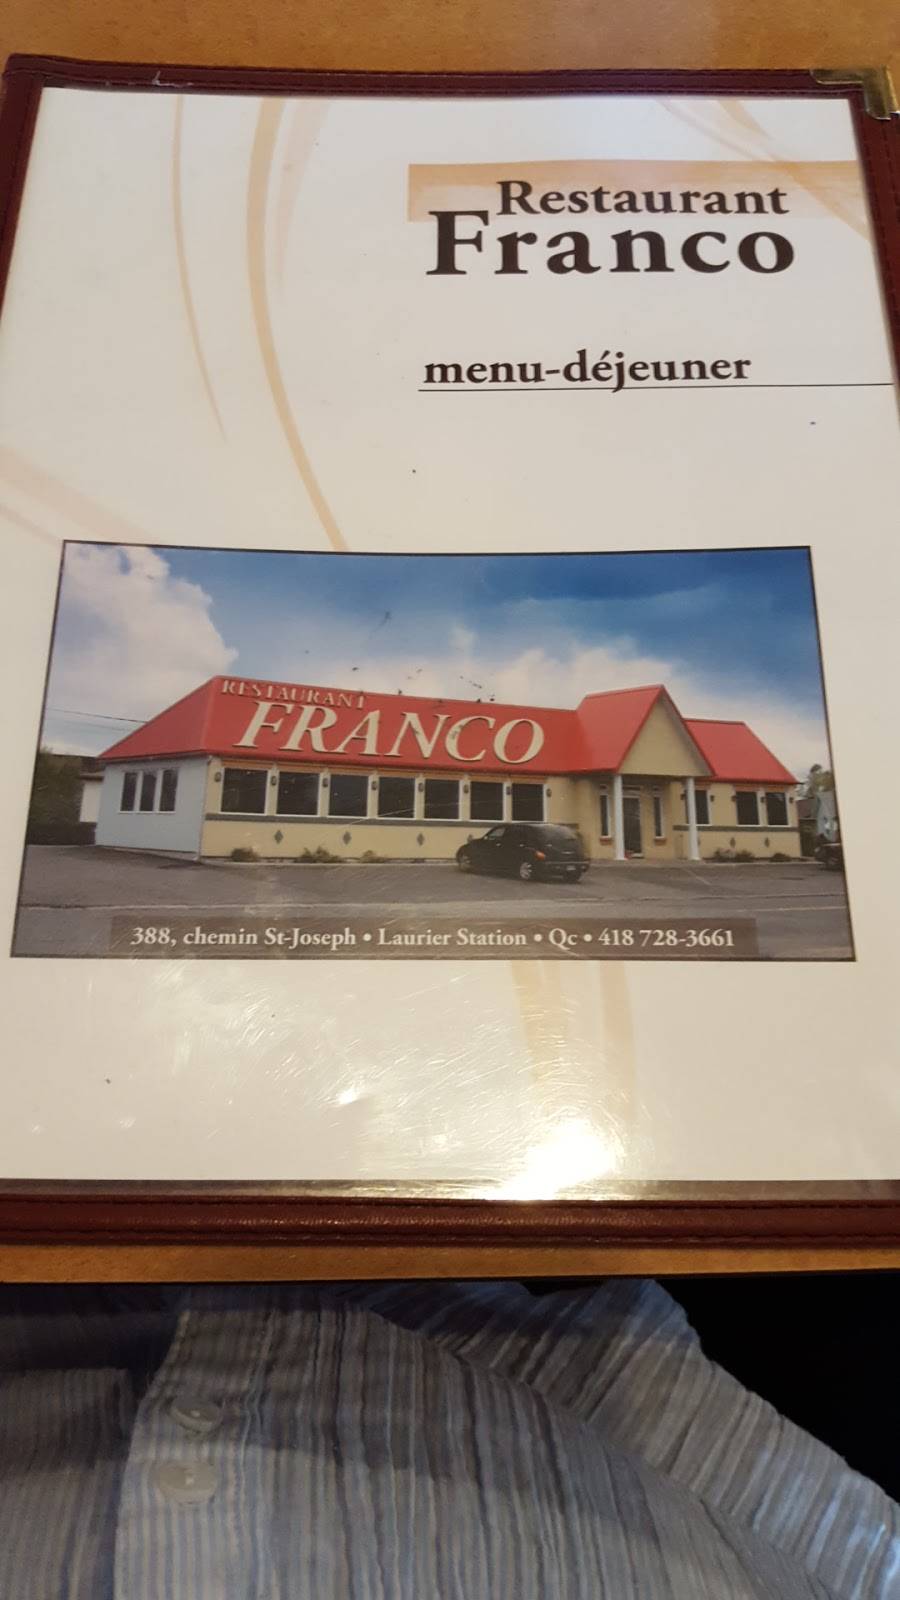 Restaurant
Franco
menu-déjeuner
RESTAURANT
FRANCO
388, chemin St-Joseph • Laurier Station • Qc • 418 728-3661